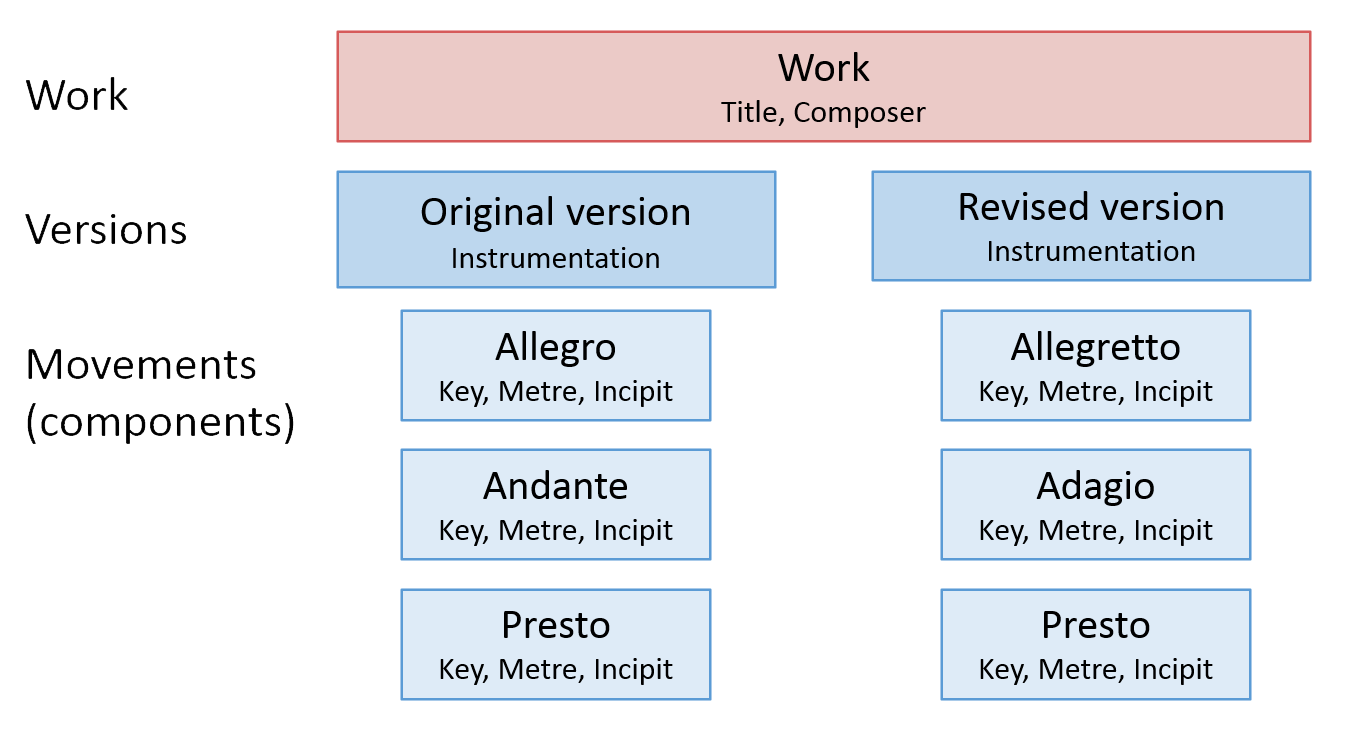 Work
Work
Title, Composer
Versions
Original version
Instrumentation
Revised version
Instrumentation
Movements
(components)
Allegro
Key, Metre, Incipit
Allegretto
Key, Metre, Incipit
Andante
Key, Metre, Incipit
Adagio
Key, Metre, Incipit
Presto
Key, Metre, Incipit
Presto
Key, Metre, Incipit